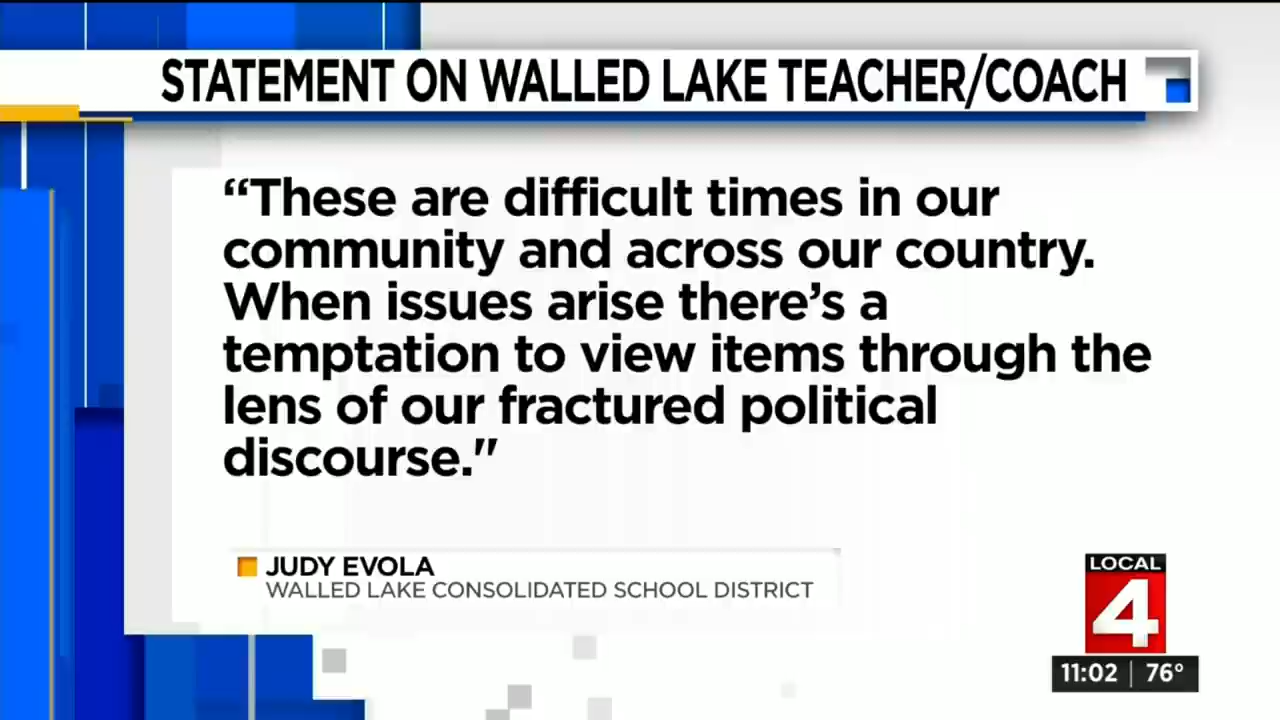 STATEMENT ON WALLED LAKE TEACHER/COACH
“These are difficult times in our
community and across our country.
When issues arise there’s a
temptation to view items through the
lens of our fractured political
discourse."
JUDY EVOLA
WALLED LAKE CONSOLIDATED SCHOOL DISTRICT
LOCAL
4
11:02 | 76°